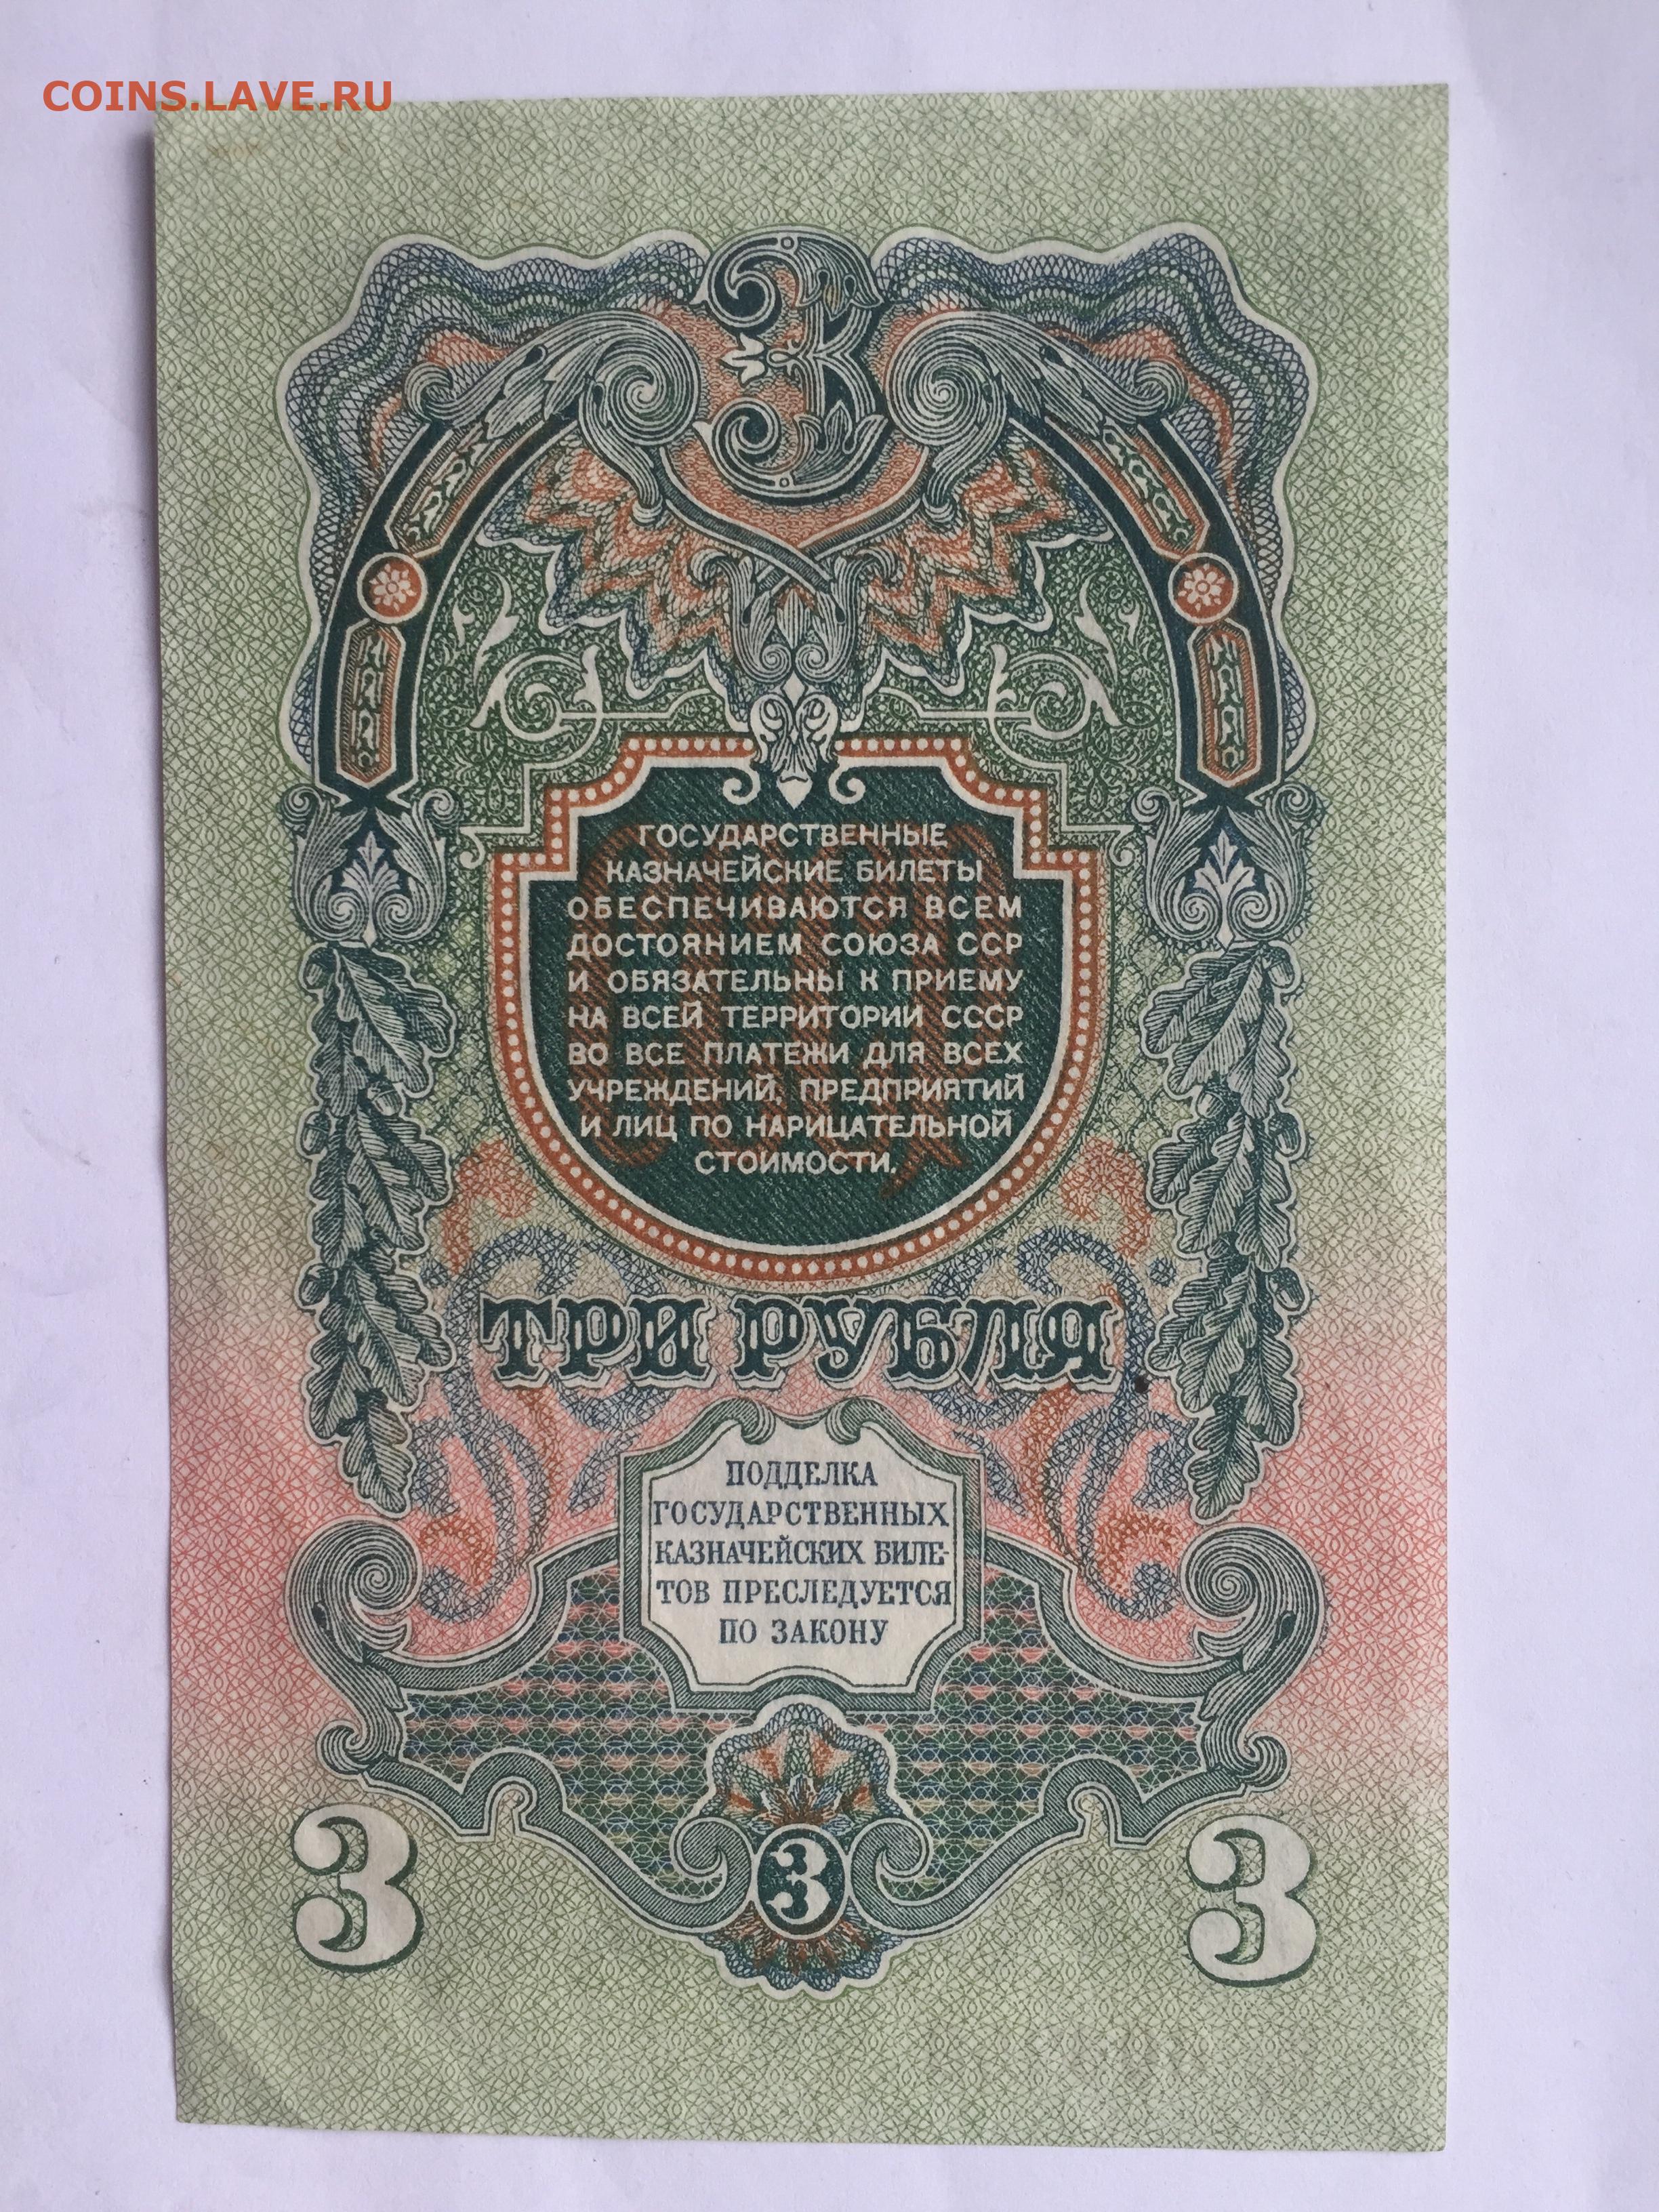 COINS.LAVE.RU
3
ГОСУДАРСТВЕННЫЕ
КАЗНАЧЕЙСКИЕ БИЛЕТЫ
ОБЕСПЕЧИВАЮТСЯ ВСЕМ
ДОСТОЯНИЕМ СОЮЗА ССР
И ОБЯЗАТЕЛЬНЫ К ПРИЕМУ
НА ВСЕЙ ТЕРРИТОРИИ СССР
ВО ВСЕ ПЛАТЕЖИ ДЛЯ ВСЕХ
УЧРЕЖДЕНИЙ, ПРЕДПРИЯТИЙ
И ЛИЦ ПО НАРИЦАТЕЛЬНОЙ
СТОИМОСТИ.
ТРИ РУБЛЯ
ПОДДЕЛКА
ГОСУДАРСТВЕННЫХ
КАЗНАЧЕЙСКИХ БИЛЕ-
ТОВ ПРЕСЛЕДУЕТСЯ
ПО ЗАКОНУ
3 3 3